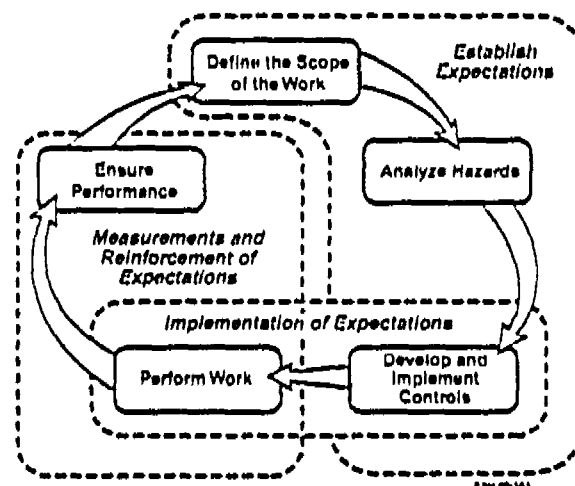 Define the Scope
of the Work
Establish
Expectations
Ensure
Performance
Analyze Hazards
Measurements and
Reinforcement of
Expectations
Implementation of Expectations
Perform Work
Develop and
Implement
Controls